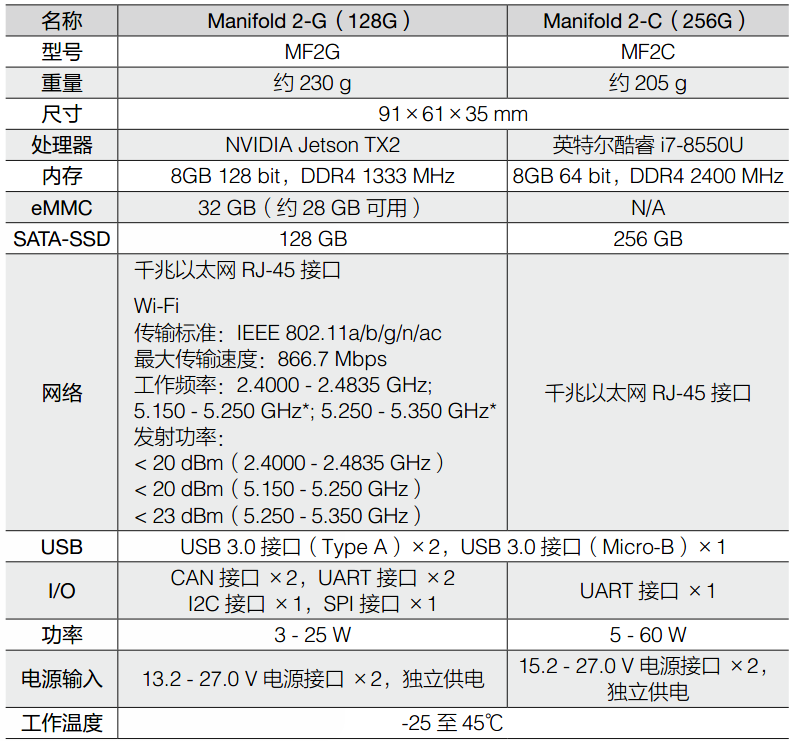 名称 Manifold 2-G（128G） Manifold 2-C（256G）
型号 MF2G MF2C
重量 约 230 g 约 205 g
尺寸 91×61×35 mm
处理器 NVIDIA Jetson TX2 英特尔酷睿 i7-8550U
内存 8GB 128 bit，DDR4 1333 MHz 8GB 64 bit，DDR4 2400 MHz
eMMC 32 GB（约 28 GB 可用） N/A
SATA-SSD 128 GB 256 GB
网络
千兆以太网 RJ-45 接口
Wi-Fi
传输标准：IEEE 802.11a/b/g/n/ac
最大传输速度：866.7 Mbps
工作频率：2.4000 - 2.4835 GHz;
5.150 - 5.250 GHz*; 5.250 - 5.350 GHz*
发射功率：
< 20 dBm（2.4000 - 2.4835 GHz）
< 20 dBm（5.150 - 5.250 GHz）
< 23 dBm（5.250 - 5.350 GHz）
千兆以太网 RJ-45 接口
USB USB 3.0 接口（Type A）×2，USB 3.0 接口（Micro-B）×1
I/O
CAN 接口 ×2，UART 接口 ×2
I2C 接口 ×1，SPI 接口 ×1
UART 接口 ×1
功率 3 - 25 W 5 - 60 W
电源输入 13.2 - 27.0 V 电源接口 ×2，独立供电
15.2 - 27.0 V 电源接口 ×2，
独立供电
工作温度 -25 至 45℃